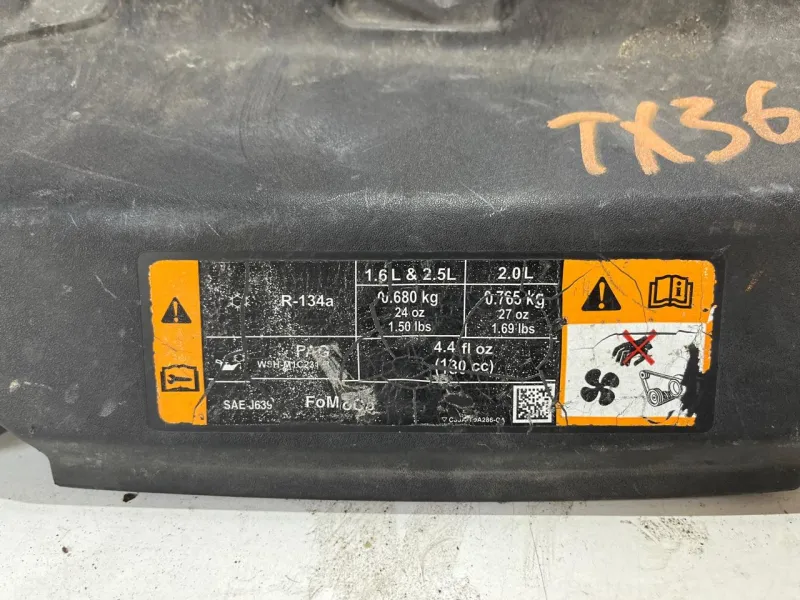 TX36
1.6 L & 2.5L 2.0 L
R-134a 0.680 kg 0.765 kg
24 oz 27 oz
1.50 lbs 1.69 lbs
PAG 4.4 fl oz
(130 cc)
SAE J639